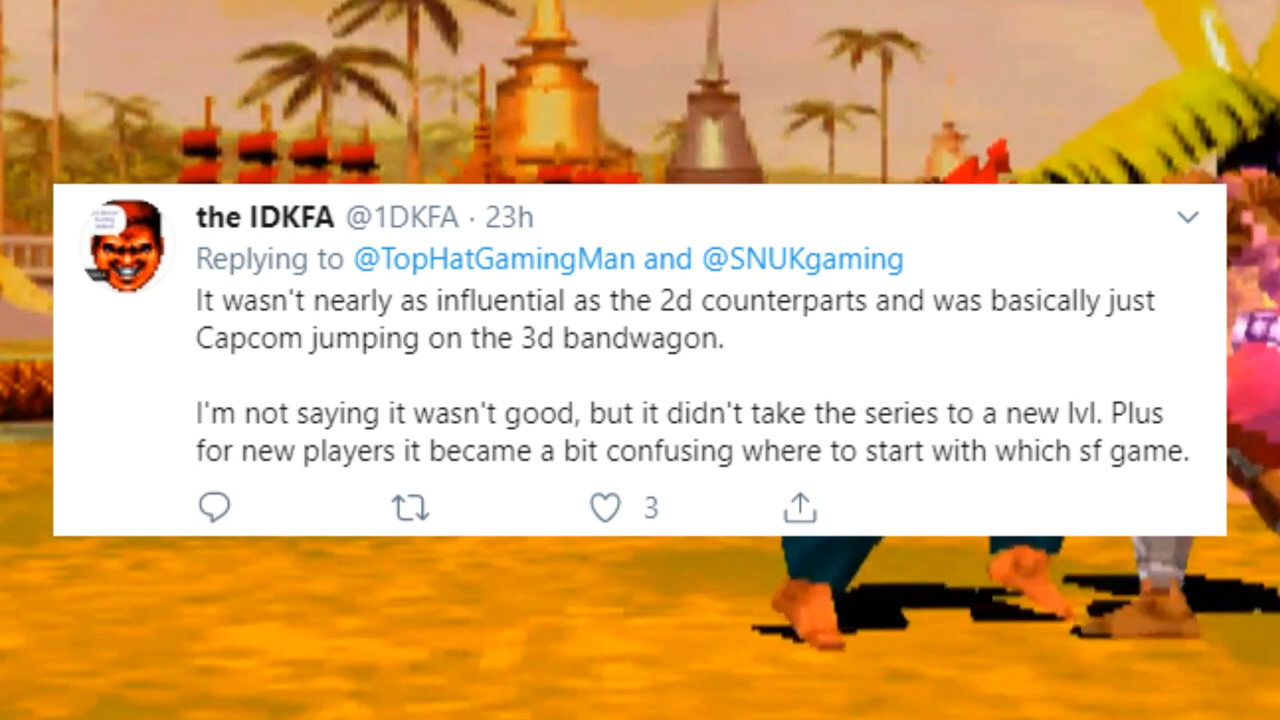 the IDKFA @1DKFA · 23h
Replying to @TopHatGamingMan and @SNUKgaming
It wasn't nearly as influential as the 2d counterparts and was basically just
Capcom jumping on the 3d bandwagon.
I'm not saying it wasn't good, but it didn't take the series to a new lvl. Plus
for new players it became a bit confusing where to start with which sf game.
3